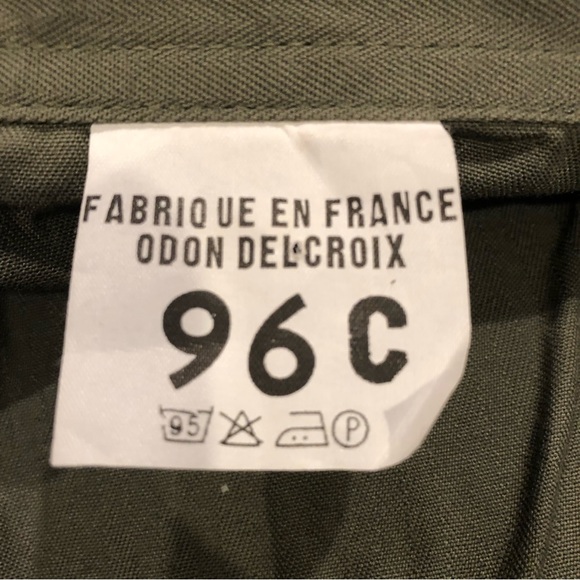 FABRIQUE EN FRANCE
ODON DELCROIX
96 C
95 P